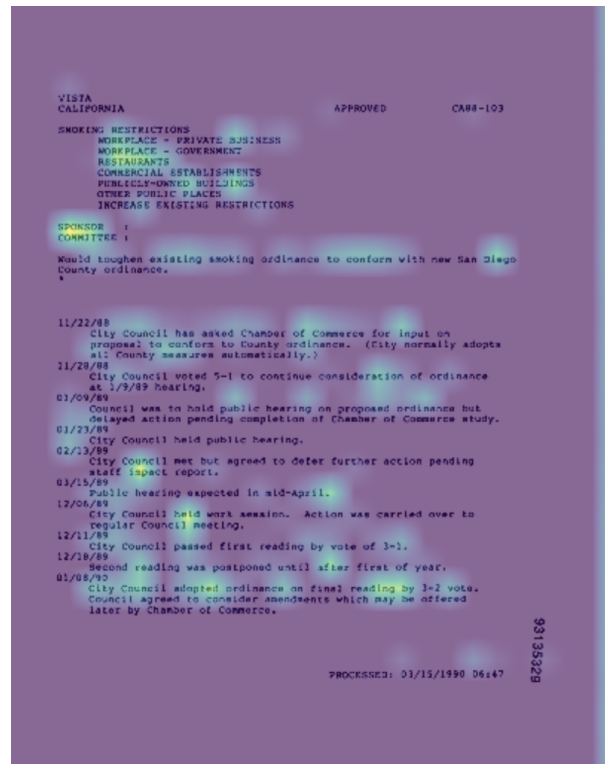 VISTA
CALIFORNIA APPROVED CA88-103
SMOKING RESTRICTIONS
WORKPLACE - PRIVATE BUSINESS
WORKPLACE - GOVERNMENT
RESTAURANTS
COMMERCIAL ESTABLISHMENTS
PUBLICLY-OWNED BUILDINGS
OTHER PUBLIC PLACES
INCREASE EXISTING RESTRICTIONS
SPONSOR :
COMMITTEE :
Would toughen existing smoking ordinance to conform with new San Diego
County ordinance.
*
11/22/88
City Council has asked Chamber of Commerce for input on
proposal to conform to County ordinance. (City normally adopts
all County measures automatically.)
11/28/88
City Council voted 5-1 to continue consideration of ordinance
at 1/9/89 hearing.
01/09/89
Council was to hold public hearing on proposed ordinance but
delayed action pending completion of Chamber of Commerce study.
01/23/89
City Council held public hearing.
02/13/89
City Council met but agreed to defer further action pending
staff impact report.
03/15/89
Public hearing expected in mid-April.
12/06/89
City Council held work session. Action was carried over to
regular Council meeting.
12/11/89
City Council passed first reading by vote of 3-1.
12/18/89
Second reading was postponed until after first of year.
01/08/90
City Council adopted ordinance on final reading by 3-2 vote.
Council agreed to consider amendments which may be offered
later by Chamber of Commerce.
PROCESSED: 03/15/1990 06:47
93135329